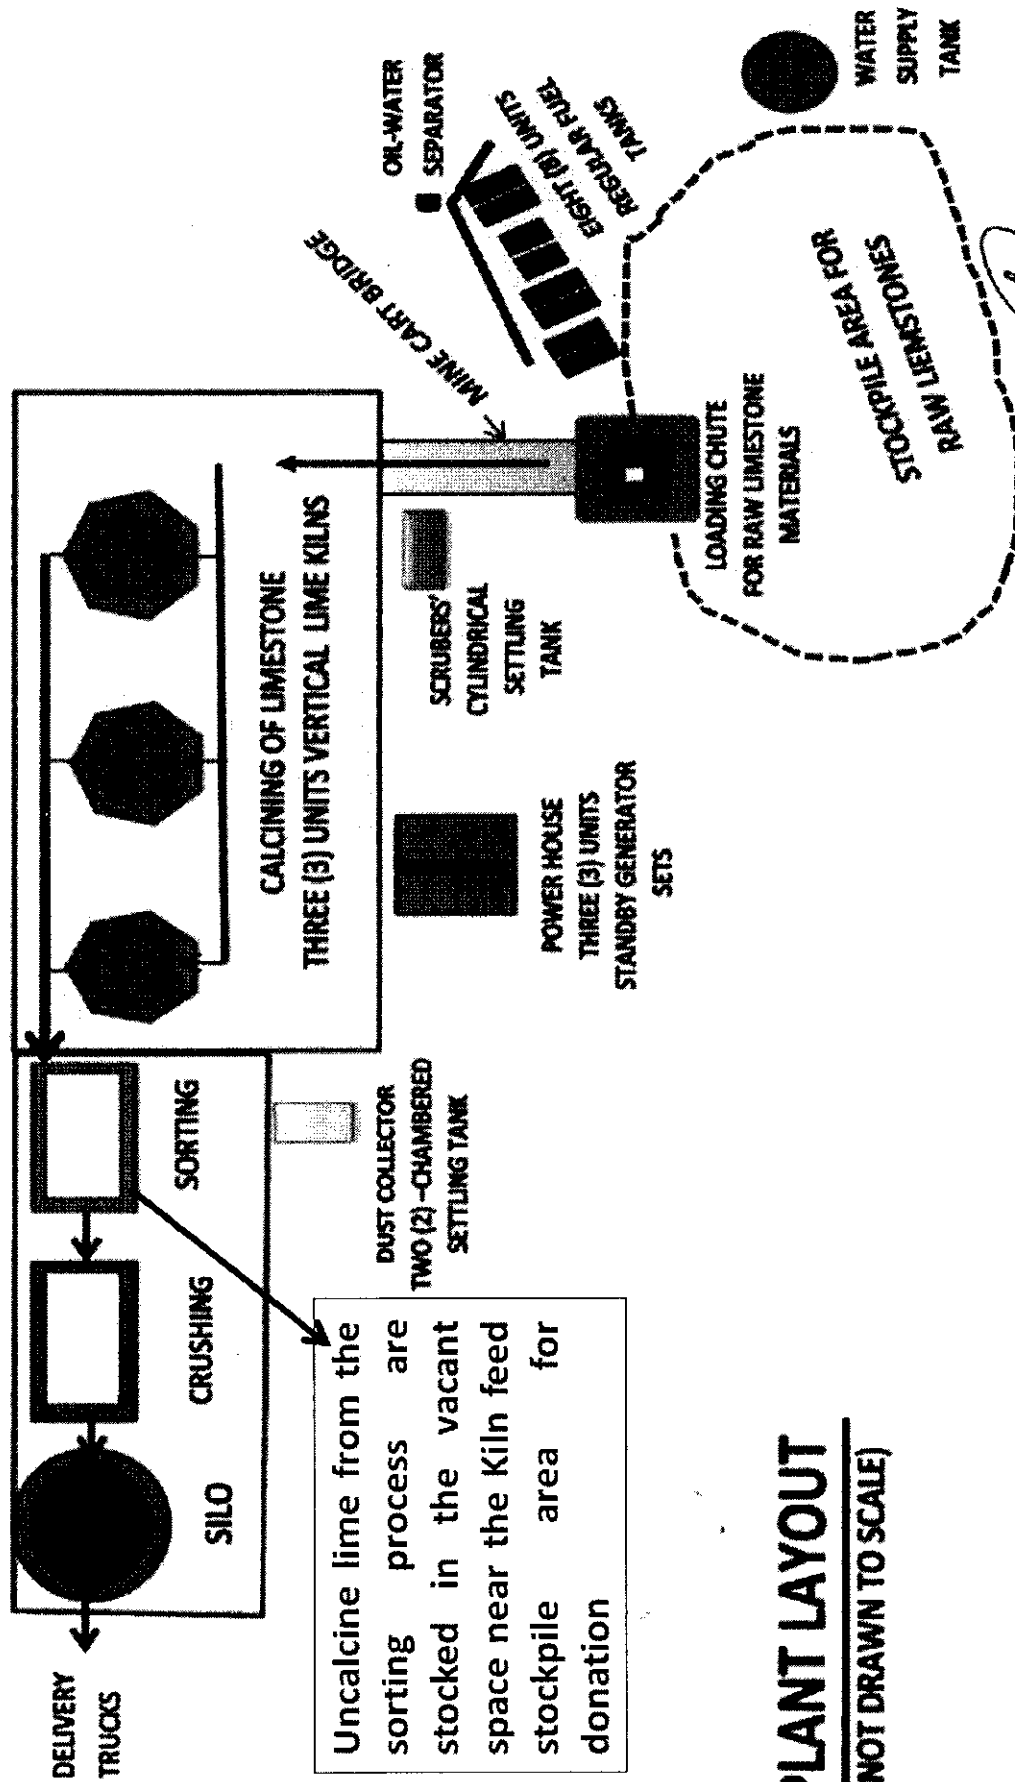 DELIVERY
TRUCKS
SILO
CRUSHING
SORTING
CALCINING OF LIMESTONE
THREE (3) UNITS VERTICAL LIME KILNS
Uncalcine lime from the
sorting process are
stocked in the vacant
space near the Kiln feed
stockpile area for
donation
DUST COLLECTOR
TWO (2) –CHAMBERED
SETTLING TANK
POWER HOUSE
THREE (3) UNITS
STANDBY GENERATOR
SETS
SCRUBERS'
CYLINDRICAL
SETTLING
TANK
MINE CART BRIDGE
OIL-WATER
SEPARATOR
EIGHT (8) UNITS
REGULAR FUEL
TANKS
LOADING CHUTE
FOR RAW LIMESTONE
MATERIALS
STOCKPILE AREA FOR
RAW LIEMSTONES
WATER
SUPPLY
TANK
PLANT LAYOUT
NOT DRAWN TO SCALE)